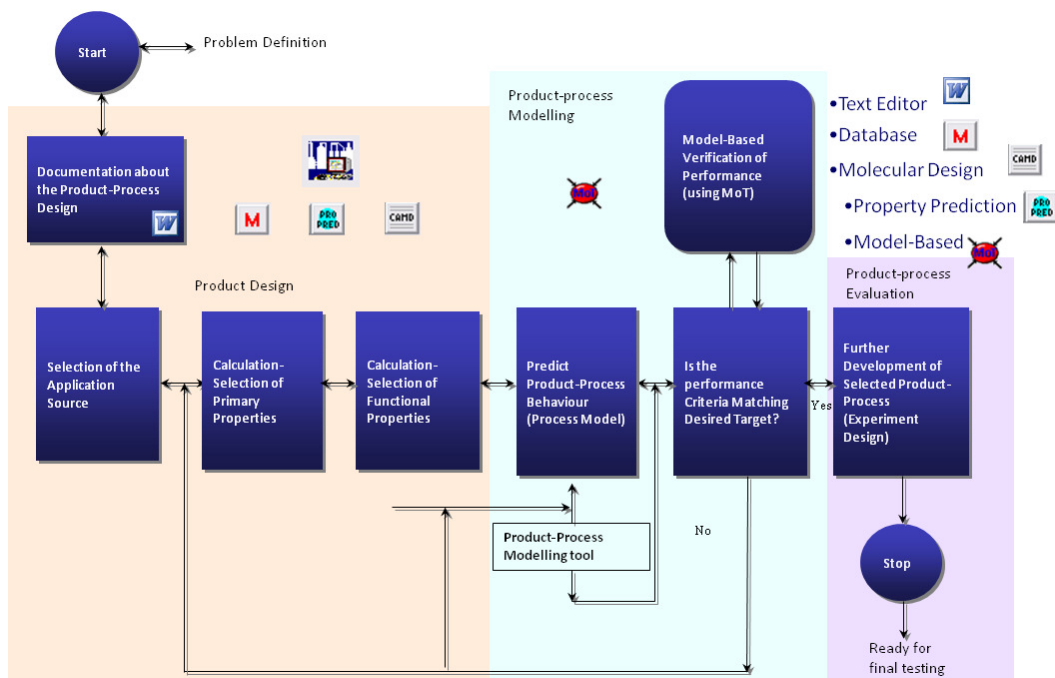 Start
Problem Definition
Documentation about
the Product-Process
Design
W
M
PRO
PRED
CAMD
Product Design
Selection of the
Application
Source
Calculation-
Selection of
Primary
Properties
Calculation-
Selection of
Functional
Properties
Product-process
Modelling
MoT
Model-Based
Verification of
Performance
(using MoT)
Predict
Product-Process
Behaviour
(Process Model)
Is the
performance
Criteria Matching
Desired Target?
Yes
No
Product-Process
Modelling tool
•Text Editor
W
•Database
M
•Molecular Design
CAMD
•Property Prediction
PRO
PRED
•Model-Based
MoT
Product-process
Evaluation
Further
Development of
Selected Product-
Process
(Experiment
Design)
Stop
Ready for
final testing